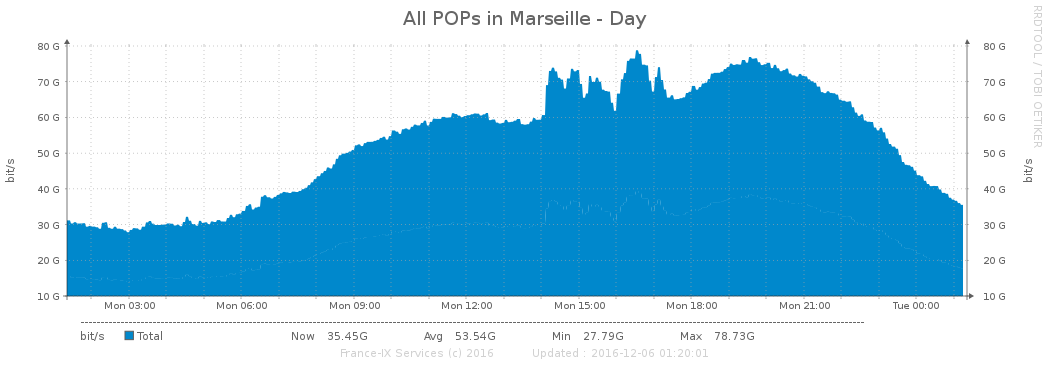 All POPs in Marseille - Day
RRDTOOL / TOBI OETIKER
bit/s
80 G
70 G
60 G
50 G
40 G
30 G
20 G
10 G
80 G
70 G
60 G
50 G
40 G
30 G
20 G
10 G
bit/s
Mon 03:00 Mon 06:00 Mon 09:00 Mon 12:00 Mon 15:00 Mon 18:00 Mon 21:00 Tue 00:00
bit/s Total Now 35.45G Avg 53.54G Min 27.79G Max 78.73G
France-IX Services (c) 2016 Updated : 2016-12-06 01:20:01